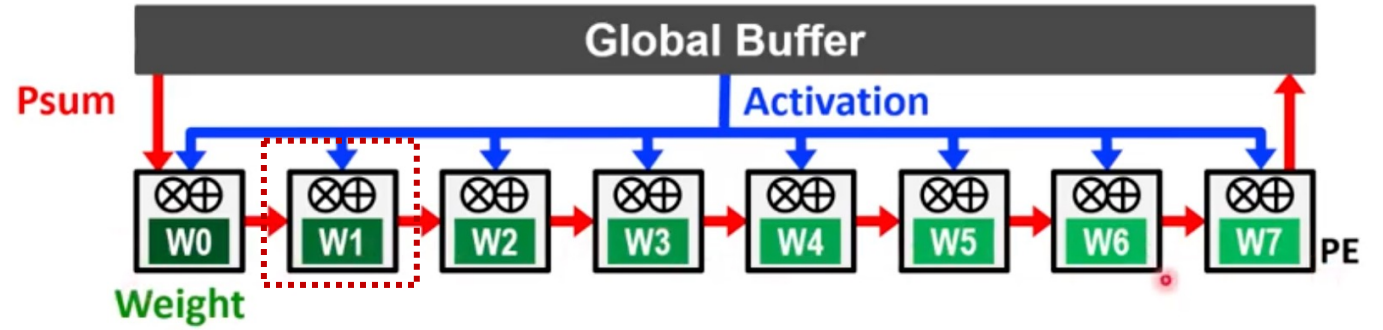 Global Buffer
Psum
Activation
W0 W1 W2 W3 W4 W5 W6 W7
PE
Weight